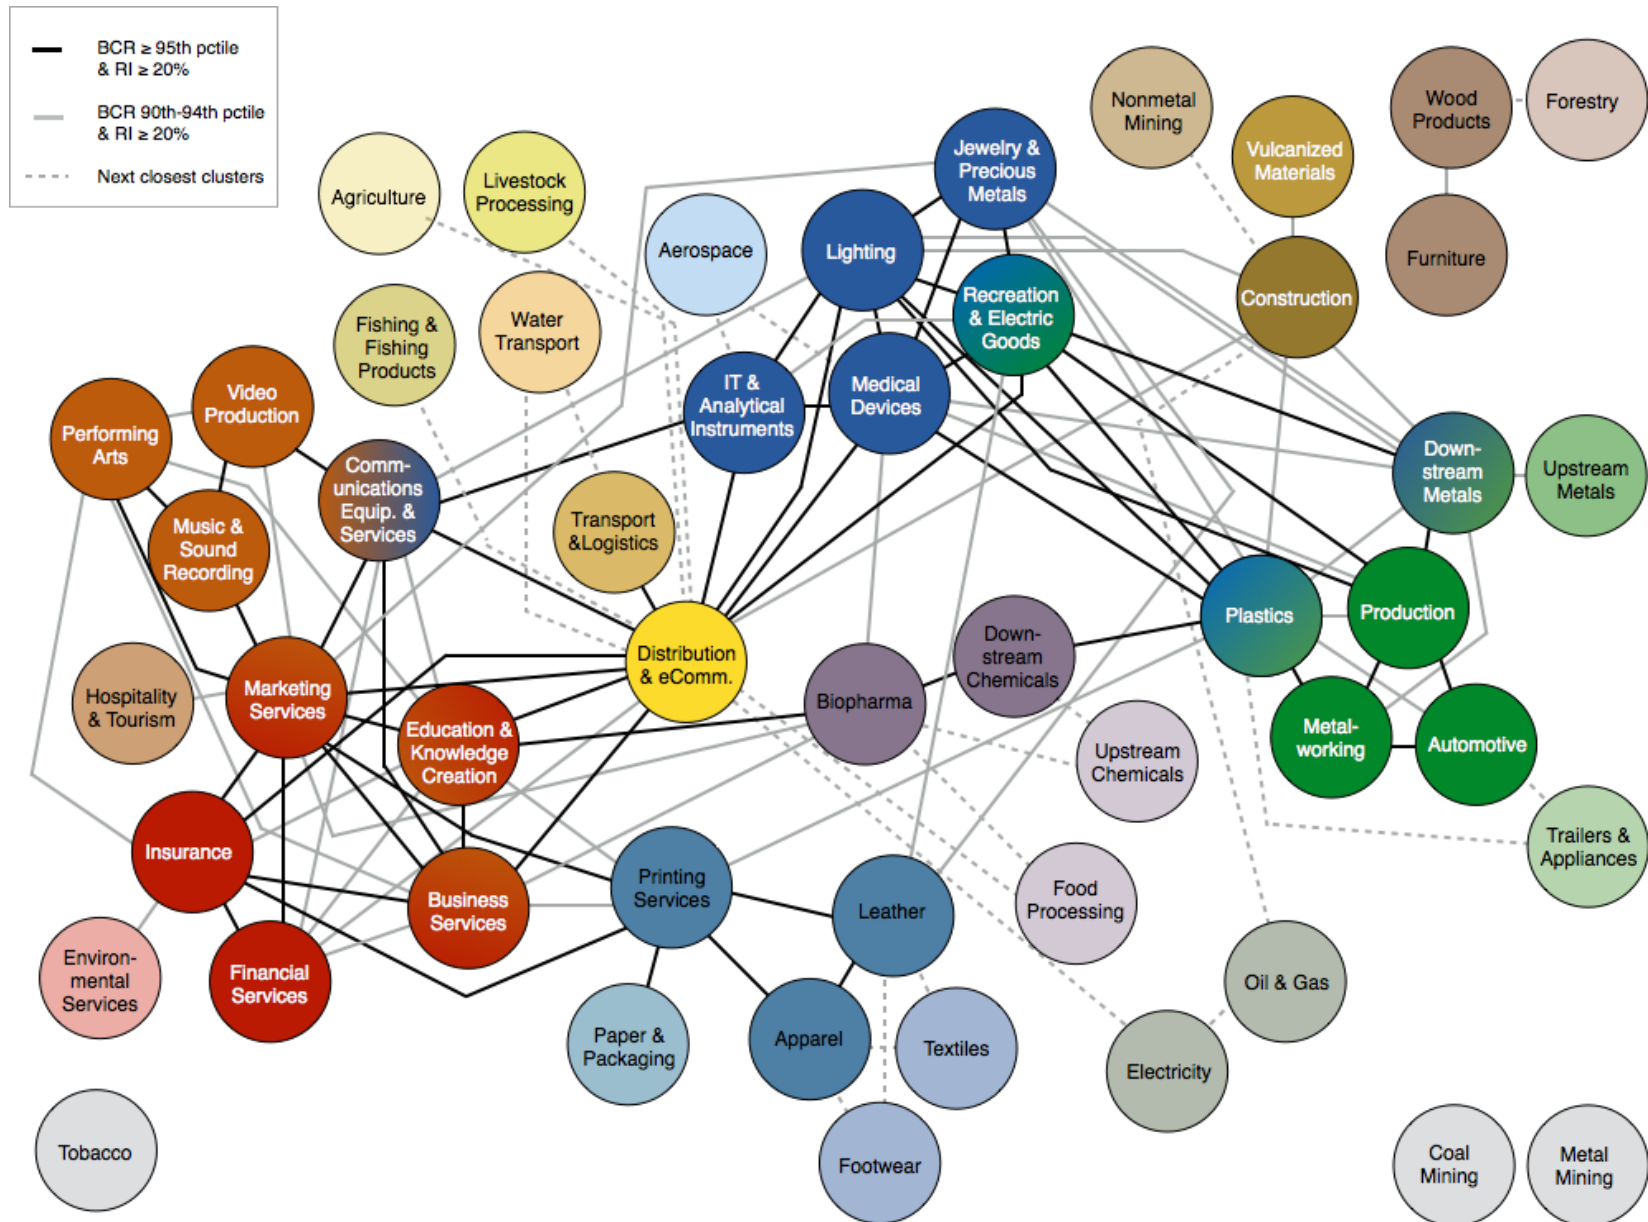 BCR ≥ 95th pctile
& RI ≥ 20%
BCR 90th-94th pctile
& RI ≥ 20%
Next closest clusters
Agriculture
Livestock
Processing
Aerospace
Lighting
Jewelry &
Precious
Metals
Nonmetal
Mining
Vulcanized
Materials
Wood
Products
Forestry
Fishing &
Fishing
Products
Water
Transport
Recreation
& Electric
Goods
Construction
Furniture
Performing
Arts
Video
Production
Comm-
unications
Equip. &
Services
IT &
Analytical
Instruments
Medical
Devices
Down-
stream
Metals
Upstream
Metals
Music &
Sound
Recording
Transport
&Logistics
Hospitality
& Tourism
Marketing
Services
Education &
Knowledge
Creation
Distribution
& eComm.
Biopharma
Down-
stream
Chemicals
Plastics
Production
Upstream
Chemicals
Metal-
working
Automotive
Insurance
Business
Services
Printing
Services
Leather
Food
Processing
Trailers &
Appliances
Environ-
mental
Services
Financial
Services
Paper &
Packaging
Apparel
Textiles
Oil & Gas
Electricity
Tobacco
Footwear
Coal
Mining
Metal
Mining